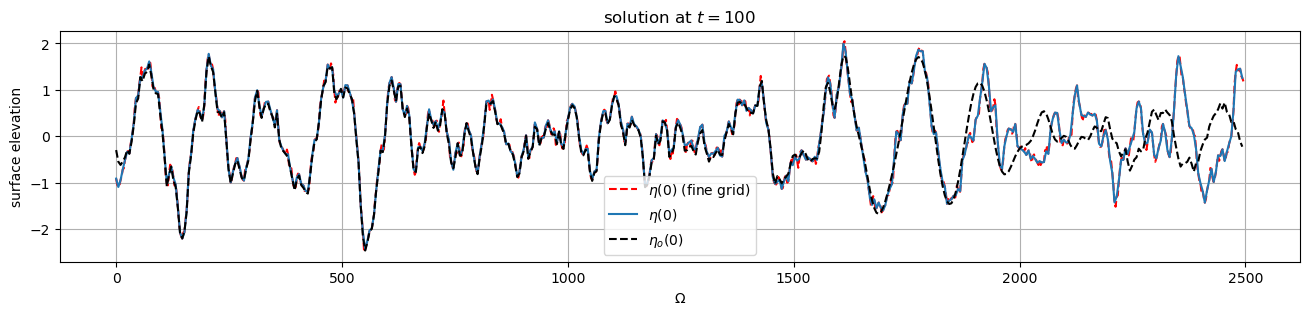 solution at t = 100
surface elevation
2
1
0
−1
−2
η(0) (fine grid)
η(0)
ηₒ(0)
0
500
1000
1500
2000
2500
Ω